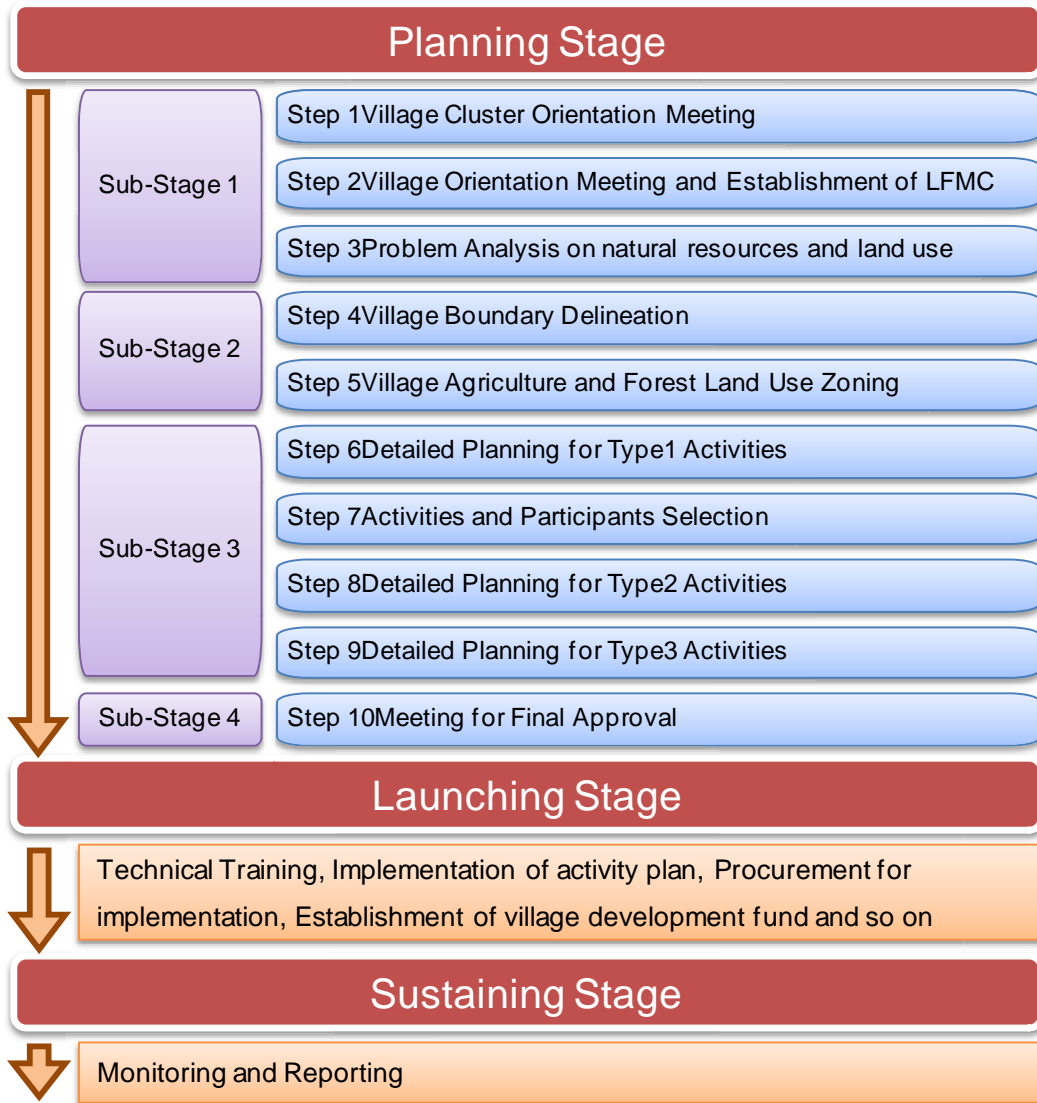 Planning Stage
Sub-Stage 1
Step 1Village Cluster Orientation Meeting
Step 2Village Orientation Meeting and Establishment of LFMC
Step 3Problem Analysis on natural resources and land use
Sub-Stage 2
Step 4Village Boundary Delineation
Step 5Village Agriculture and Forest Land Use Zoning
Sub-Stage 3
Step 6Detailed Planning for Type1 Activities
Step 7Activities and Participants Selection
Step 8Detailed Planning for Type2 Activities
Step 9Detailed Planning for Type3 Activities
Sub-Stage 4
Step 10Meeting for Final Approval
Launching Stage
Technical Training, Implementation of activity plan, Procurement for
implementation, Establishment of village development fund and so on
Sustaining Stage
Monitoring and Reporting